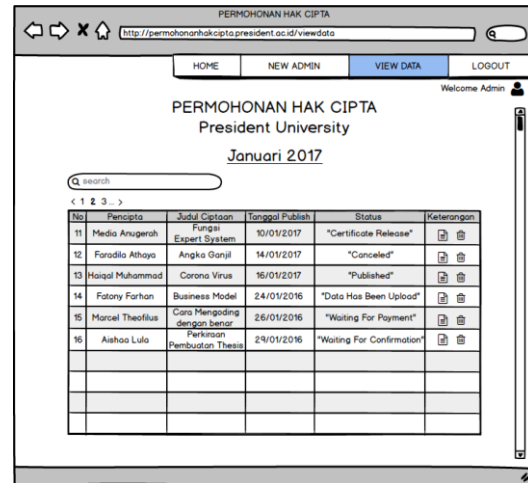 PERMOHONAN HAK CIPTA
http://permohonanhakcipta.president.ac.id/viewdata
HOME NEW ADMIN VIEW DATA LOGOUT
Welcome Admin
PERMOHONAN HAK CIPTA
President University
Januari 2017
search
< 1 2 3 ... >
No Pencipta Judul Ciptaan Tanggal Publish Status Keterangan
11 Media Anugerah Fungsi Expert System 10/01/2017 "Certificate Release"
12 Faradila Athaya Angka Ganjil 14/01/2017 "Canceled"
13 Haiqal Muhammad Corona Virus 16/01/2017 "Published"
14 Fatony Farhan Business Model 24/01/2016 "Data Has Been Upload"
15 Marcel Theofilus Cara Mengoding dengan benar 26/01/2016 "Waiting For Payment"
16 Aishaa Lula Perkiraan Pembuatan Thesis 29/01/2016 "Waiting For Confirmation"